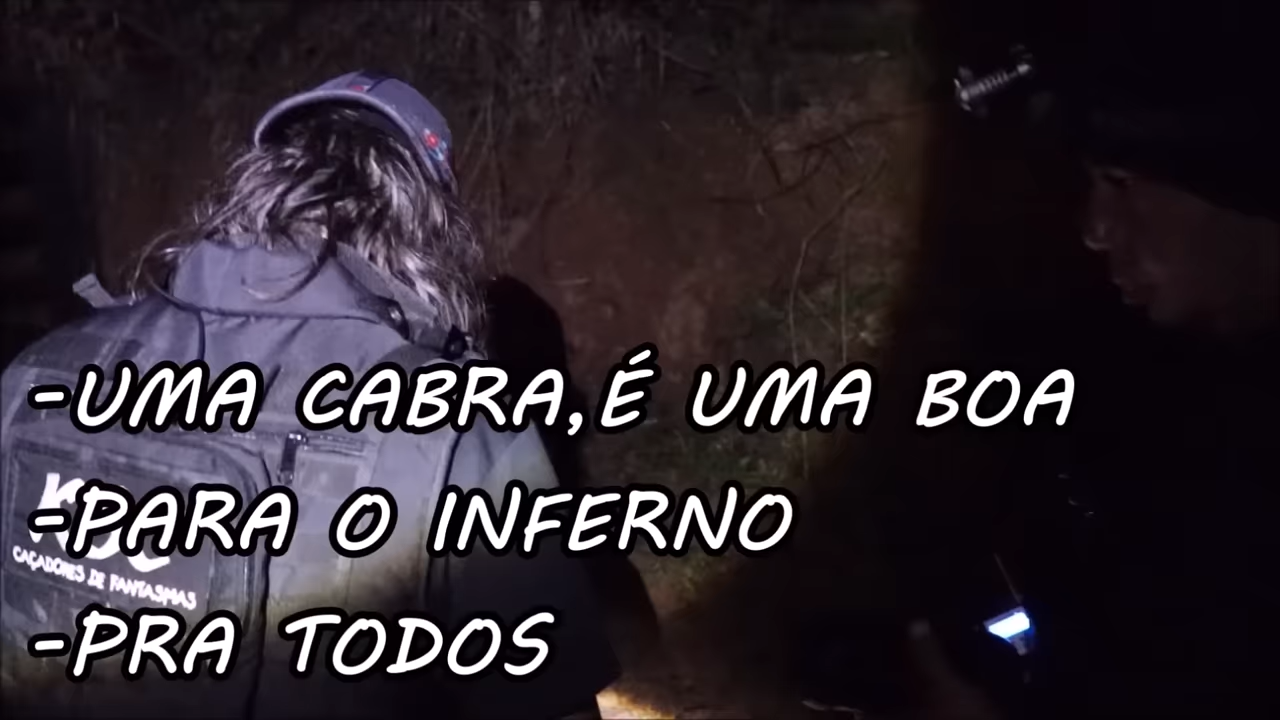 -UMA CABRA,É UMA BOA
-PARA O INFERNO
-PRA TODOS
CAÇADORES DE FANTASMAS